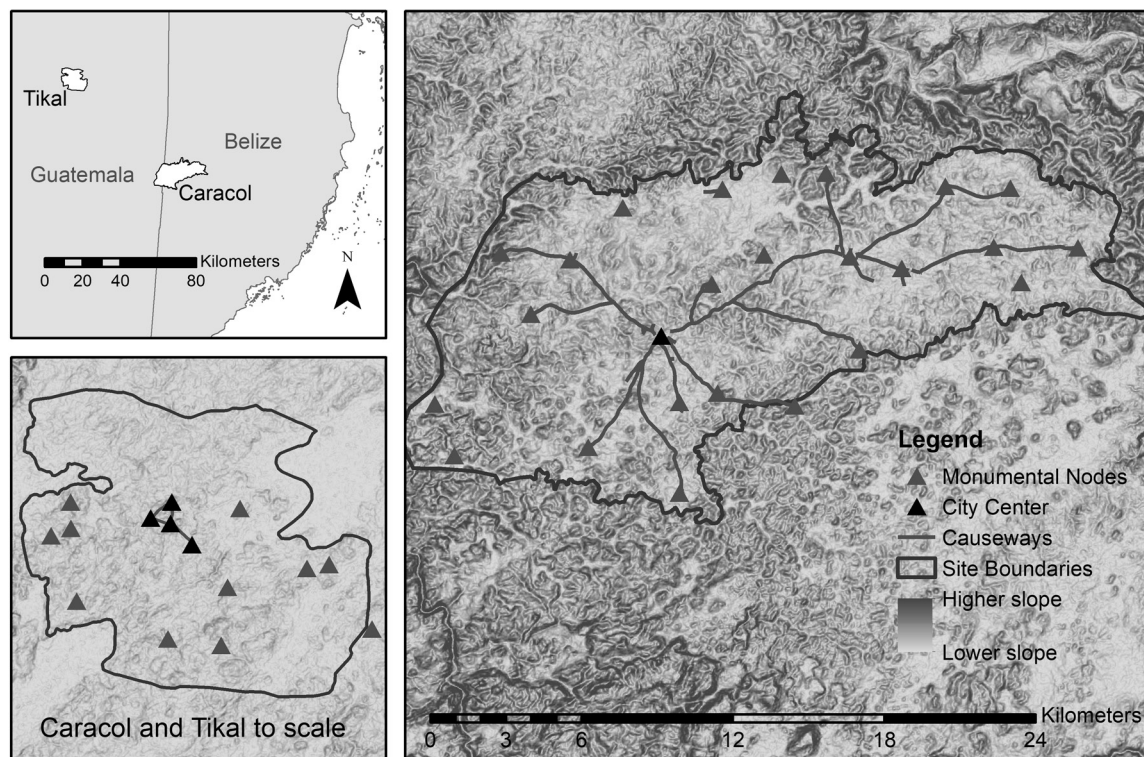 Tikal
Belize
Guatemala
Caracol
Kilometers
0 20 40 80
N
Caracol and Tikal to scale
Legend
Monumental Nodes
City Center
Causeways
Site Boundaries
Higher slope
Lower slope
Kilometers
0 3 6 12 18 24